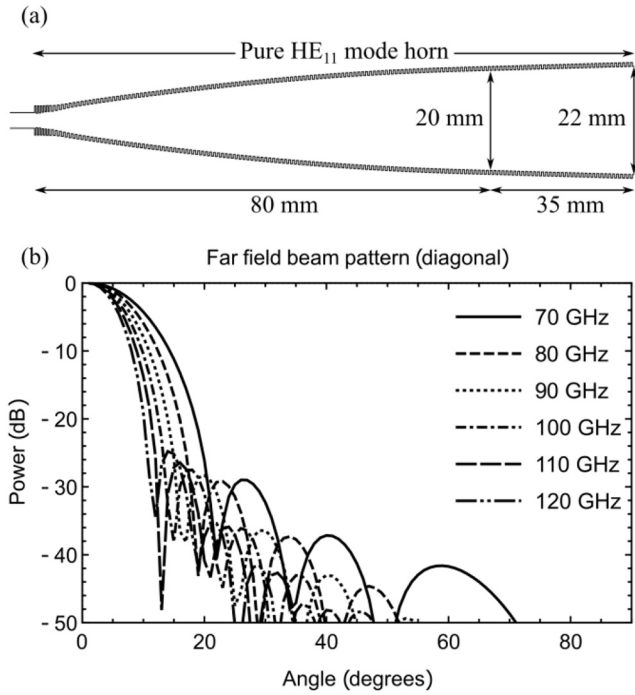 (a)
Pure HE₁₁ mode horn
20 mm
22 mm
80 mm
35 mm
(b)
Far field beam pattern (diagonal)
0
- 10
- 20
- 30
- 40
- 50
Power (dB)
70 GHz
80 GHz
90 GHz
100 GHz
110 GHz
120 GHz
0
20
40
60
80
Angle (degrees)